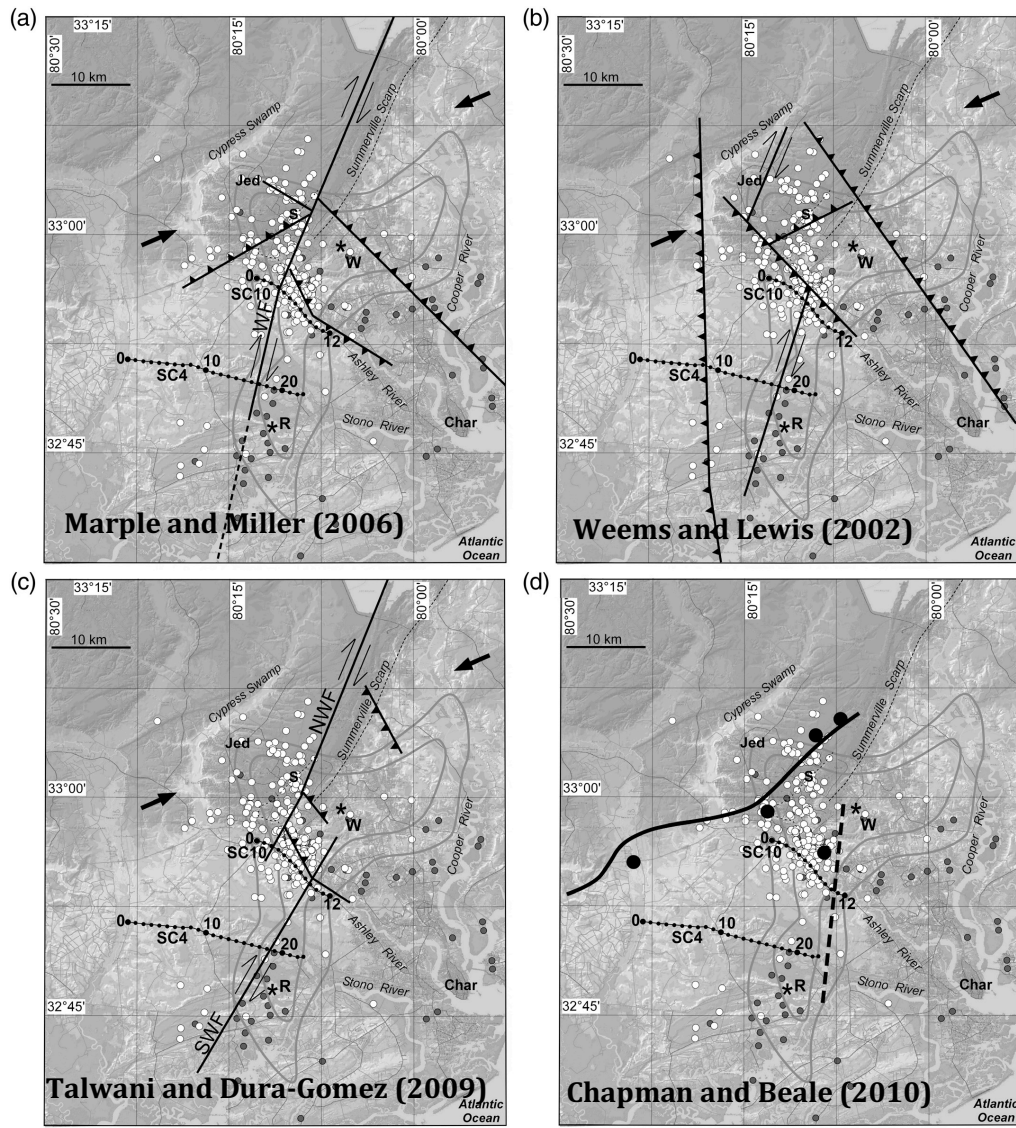 (a)
33°15'
80°30'
80°15'
80°00'
10 km
Cypress Swamp
Summerville Scarp
Jed
S
33°00'
W
0
SC10
WF
12
0
10
SC4
20
Ashley River
Cooper River
R
Stono River
Char
32°45'
Marple and Miller (2006)
Atlantic
Ocean
(b)
33°15'
80°30'
80°15'
80°00'
10 km
Cypress Swamp
Summerville Scarp
Jed
S
33°00'
W
0
SC10
12
0
10
SC4
20
Ashley River
Cooper River
R
Stono River
Char
32°45'
Weems and Lewis (2002)
Atlantic
Ocean
(c)
33°15'
80°30'
80°15'
80°00'
10 km
NWF
Cypress Swamp
Summerville Scarp
Jed
S
33°00'
W
0
SC10
12
0
10
SC4
20
Ashley River
Cooper River
R
Stono River
Char
32°45'
SWF
Talwani and Dura-Gomez (2009)
Atlantic
Ocean
(d)
33°15'
80°30'
80°15'
80°00'
10 km
Cypress Swamp
Summerville Scarp
Jed
S
33°00'
W
0
SC10
12
0
10
SC4
20
Ashley River
Cooper River
R
Stono River
Char
32°45'
Chapman and Beale (2010)
Atlantic
Ocean